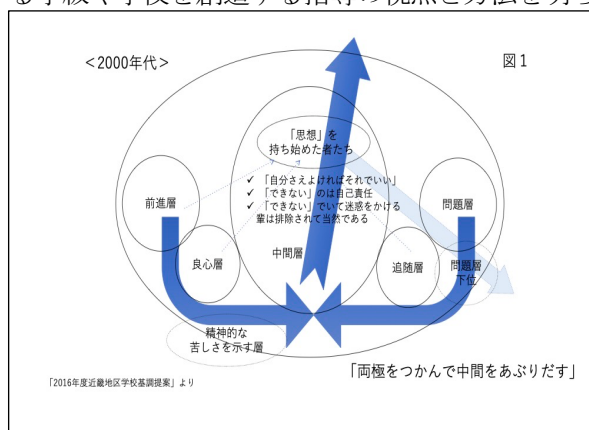 る学級や学校を創造する指導の視点と方法を明ら
<2000年代>
図1
「思想」を
持ち始めた者たち
✓ 「自分さえよければそれでいい」
✓ 「できない」のは自己責任
✓ 「できない」でいて迷惑をかける
輩は排除されて当然である
前進層
問題層
良心層
中間層
追随層
問題層
下位
精神的な
苦しさを示す層
「両極をつかんで中間をあぶりだす」
「2016年度近畿地区学校基調提案」より